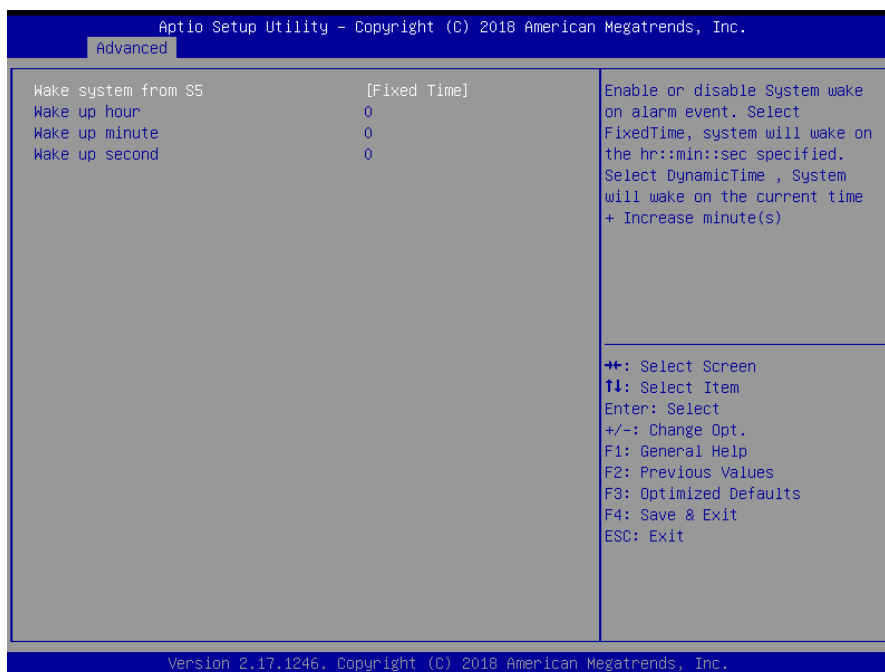 Aptio Setup Utility – Copyright (C) 2018 American Megatrends, Inc.
Advanced
Wake system from S5 [Fixed Time]
Wake up hour 0
Wake up minute 0
Wake up second 0
Enable or disable System wake
on alarm event. Select
FixedTime, system will wake on
the hr::min::sec specified.
Select DynamicTime , System
will wake on the current time
+ Increase minute(s)
→←: Select Screen
↑↓: Select Item
Enter: Select
+/-: Change Opt.
F1: General Help
F2: Previous Values
F3: Optimized Defaults
F4: Save & Exit
ESC: Exit
Version 2.17.1246. Copyright (C) 2018 American Megatrends, Inc.